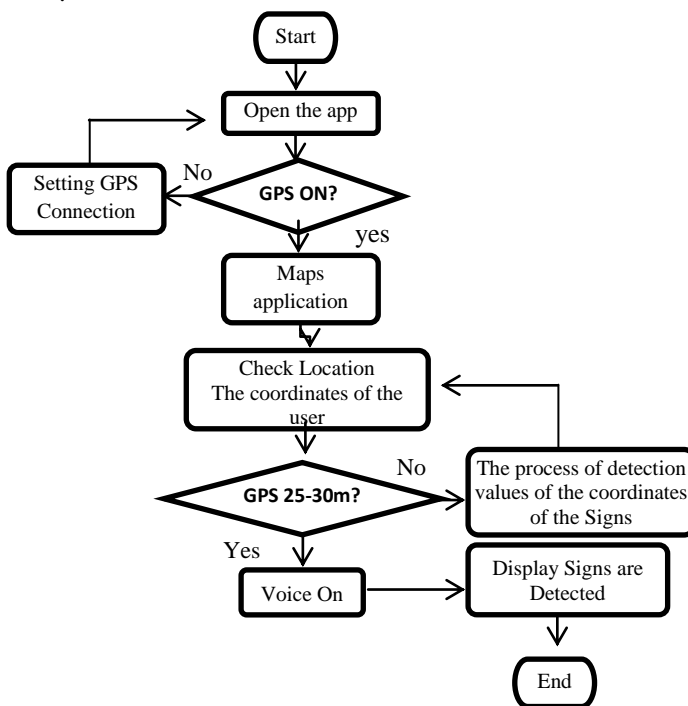 Start
Open the app
No
Setting GPS
Connection
GPS ON?
yes
Maps
application
Check Location
The coordinates of the
user
No
GPS 25-30m?
The process of detection
values of the coordinates
of the Signs
Yes
Voice On
Display Signs are
Detected
End